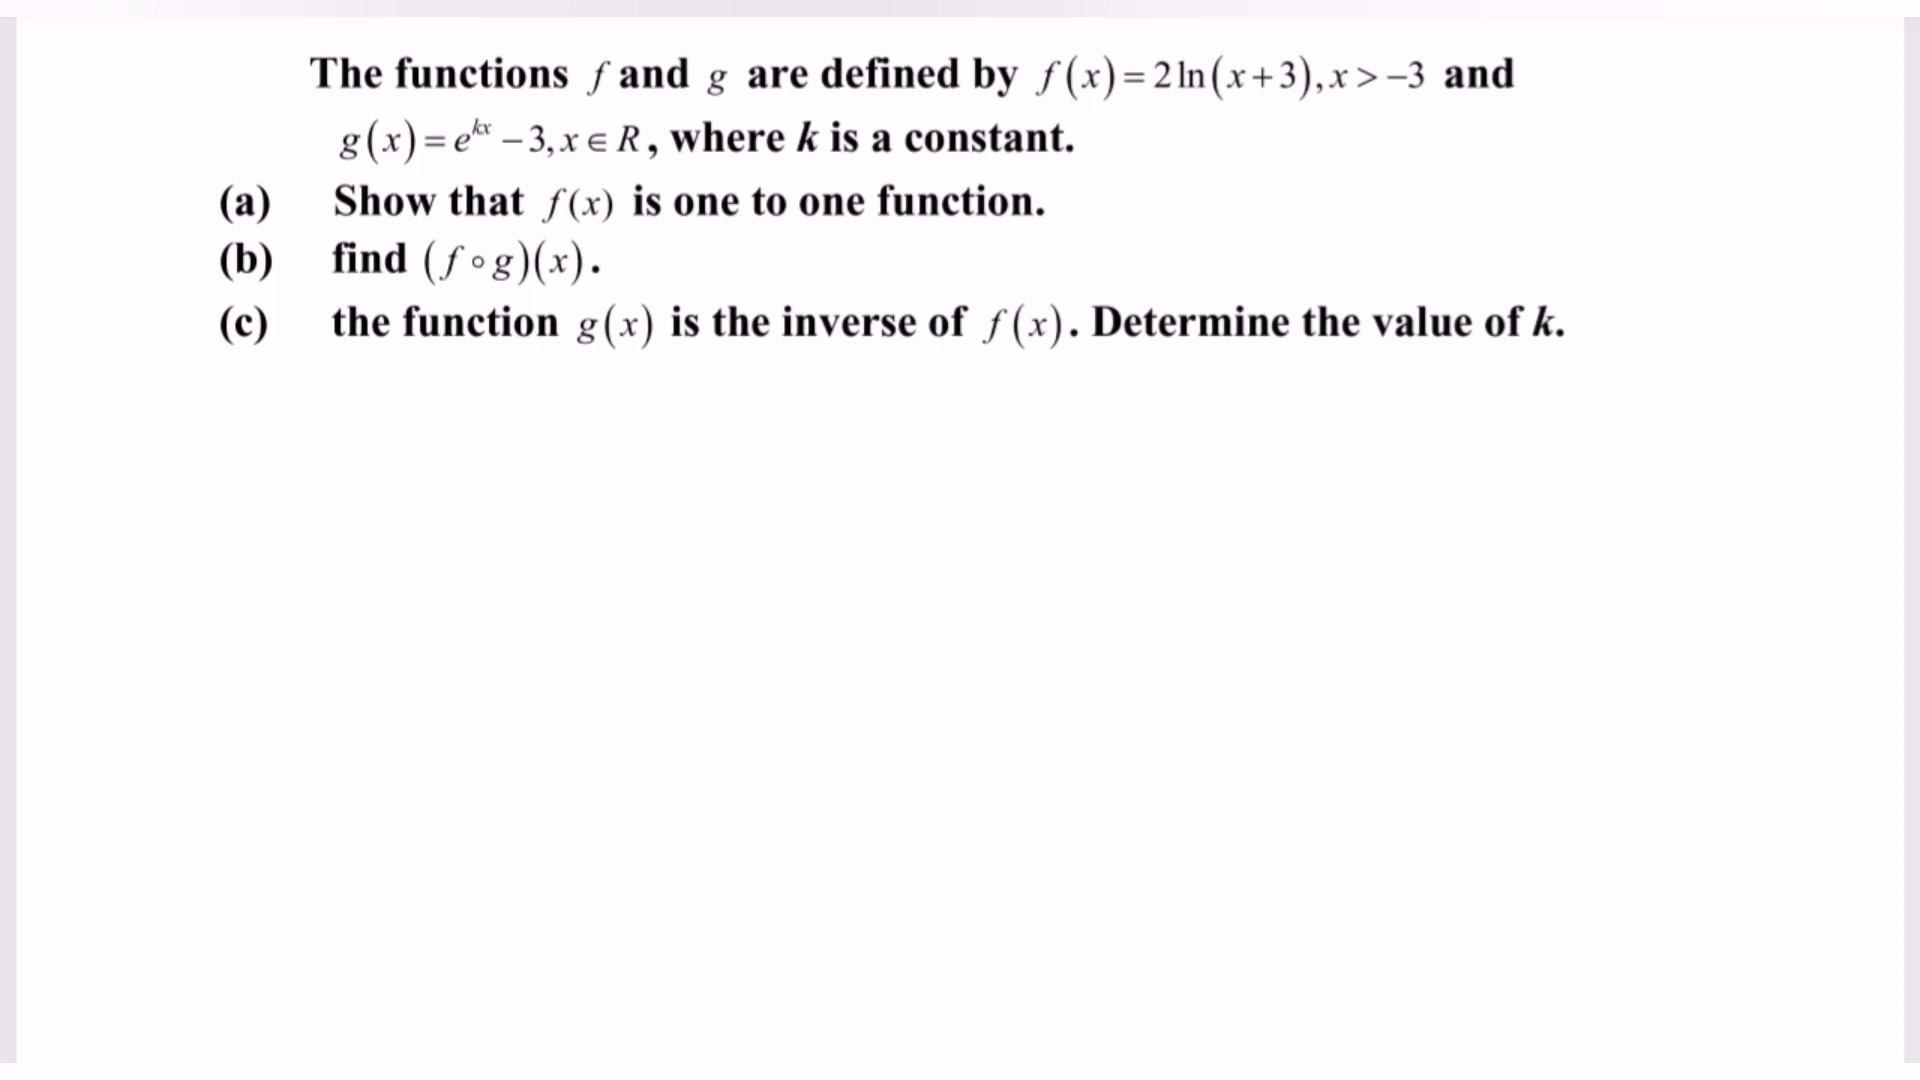 The functions f and g are defined by f(x)=2ln(x+3),x>−3 and
g(x)=e^{kx}−3,x∈R, where k is a constant.
(a) Show that f(x) is one to one function.
(b) find (f∘g)(x).
(c) the function g(x) is the inverse of f(x). Determine the value of k.